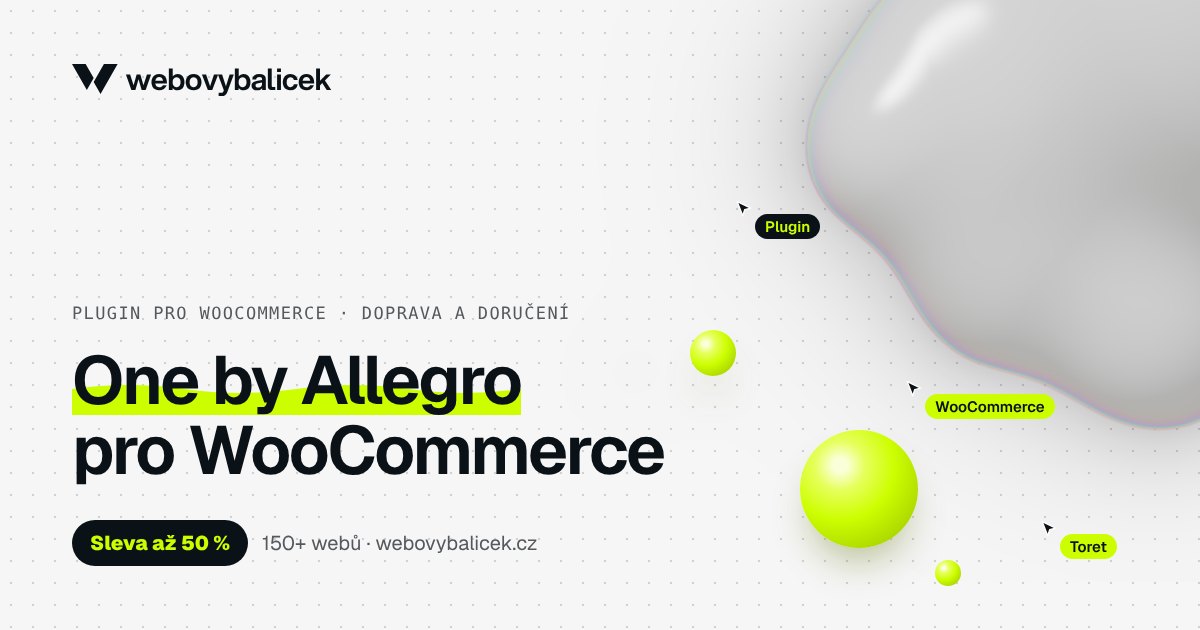 webovybalicek
Plugin
PLUGIN PRO WOOCOMMERCE · DOPRAVA A DORUČENÍ
One by Allegro
pro WooCommerce
WooCommerce
Sleva až 50 %
150+ webů · webovybalicek.cz
Toret